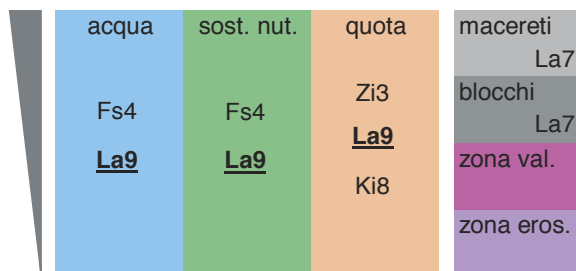 acqua sost. nut. quota macereti
La7
Zi3 blocchi
Fs4 Fs4
La7
La9
La9 La9 zona val.
Ki8
zona eros.